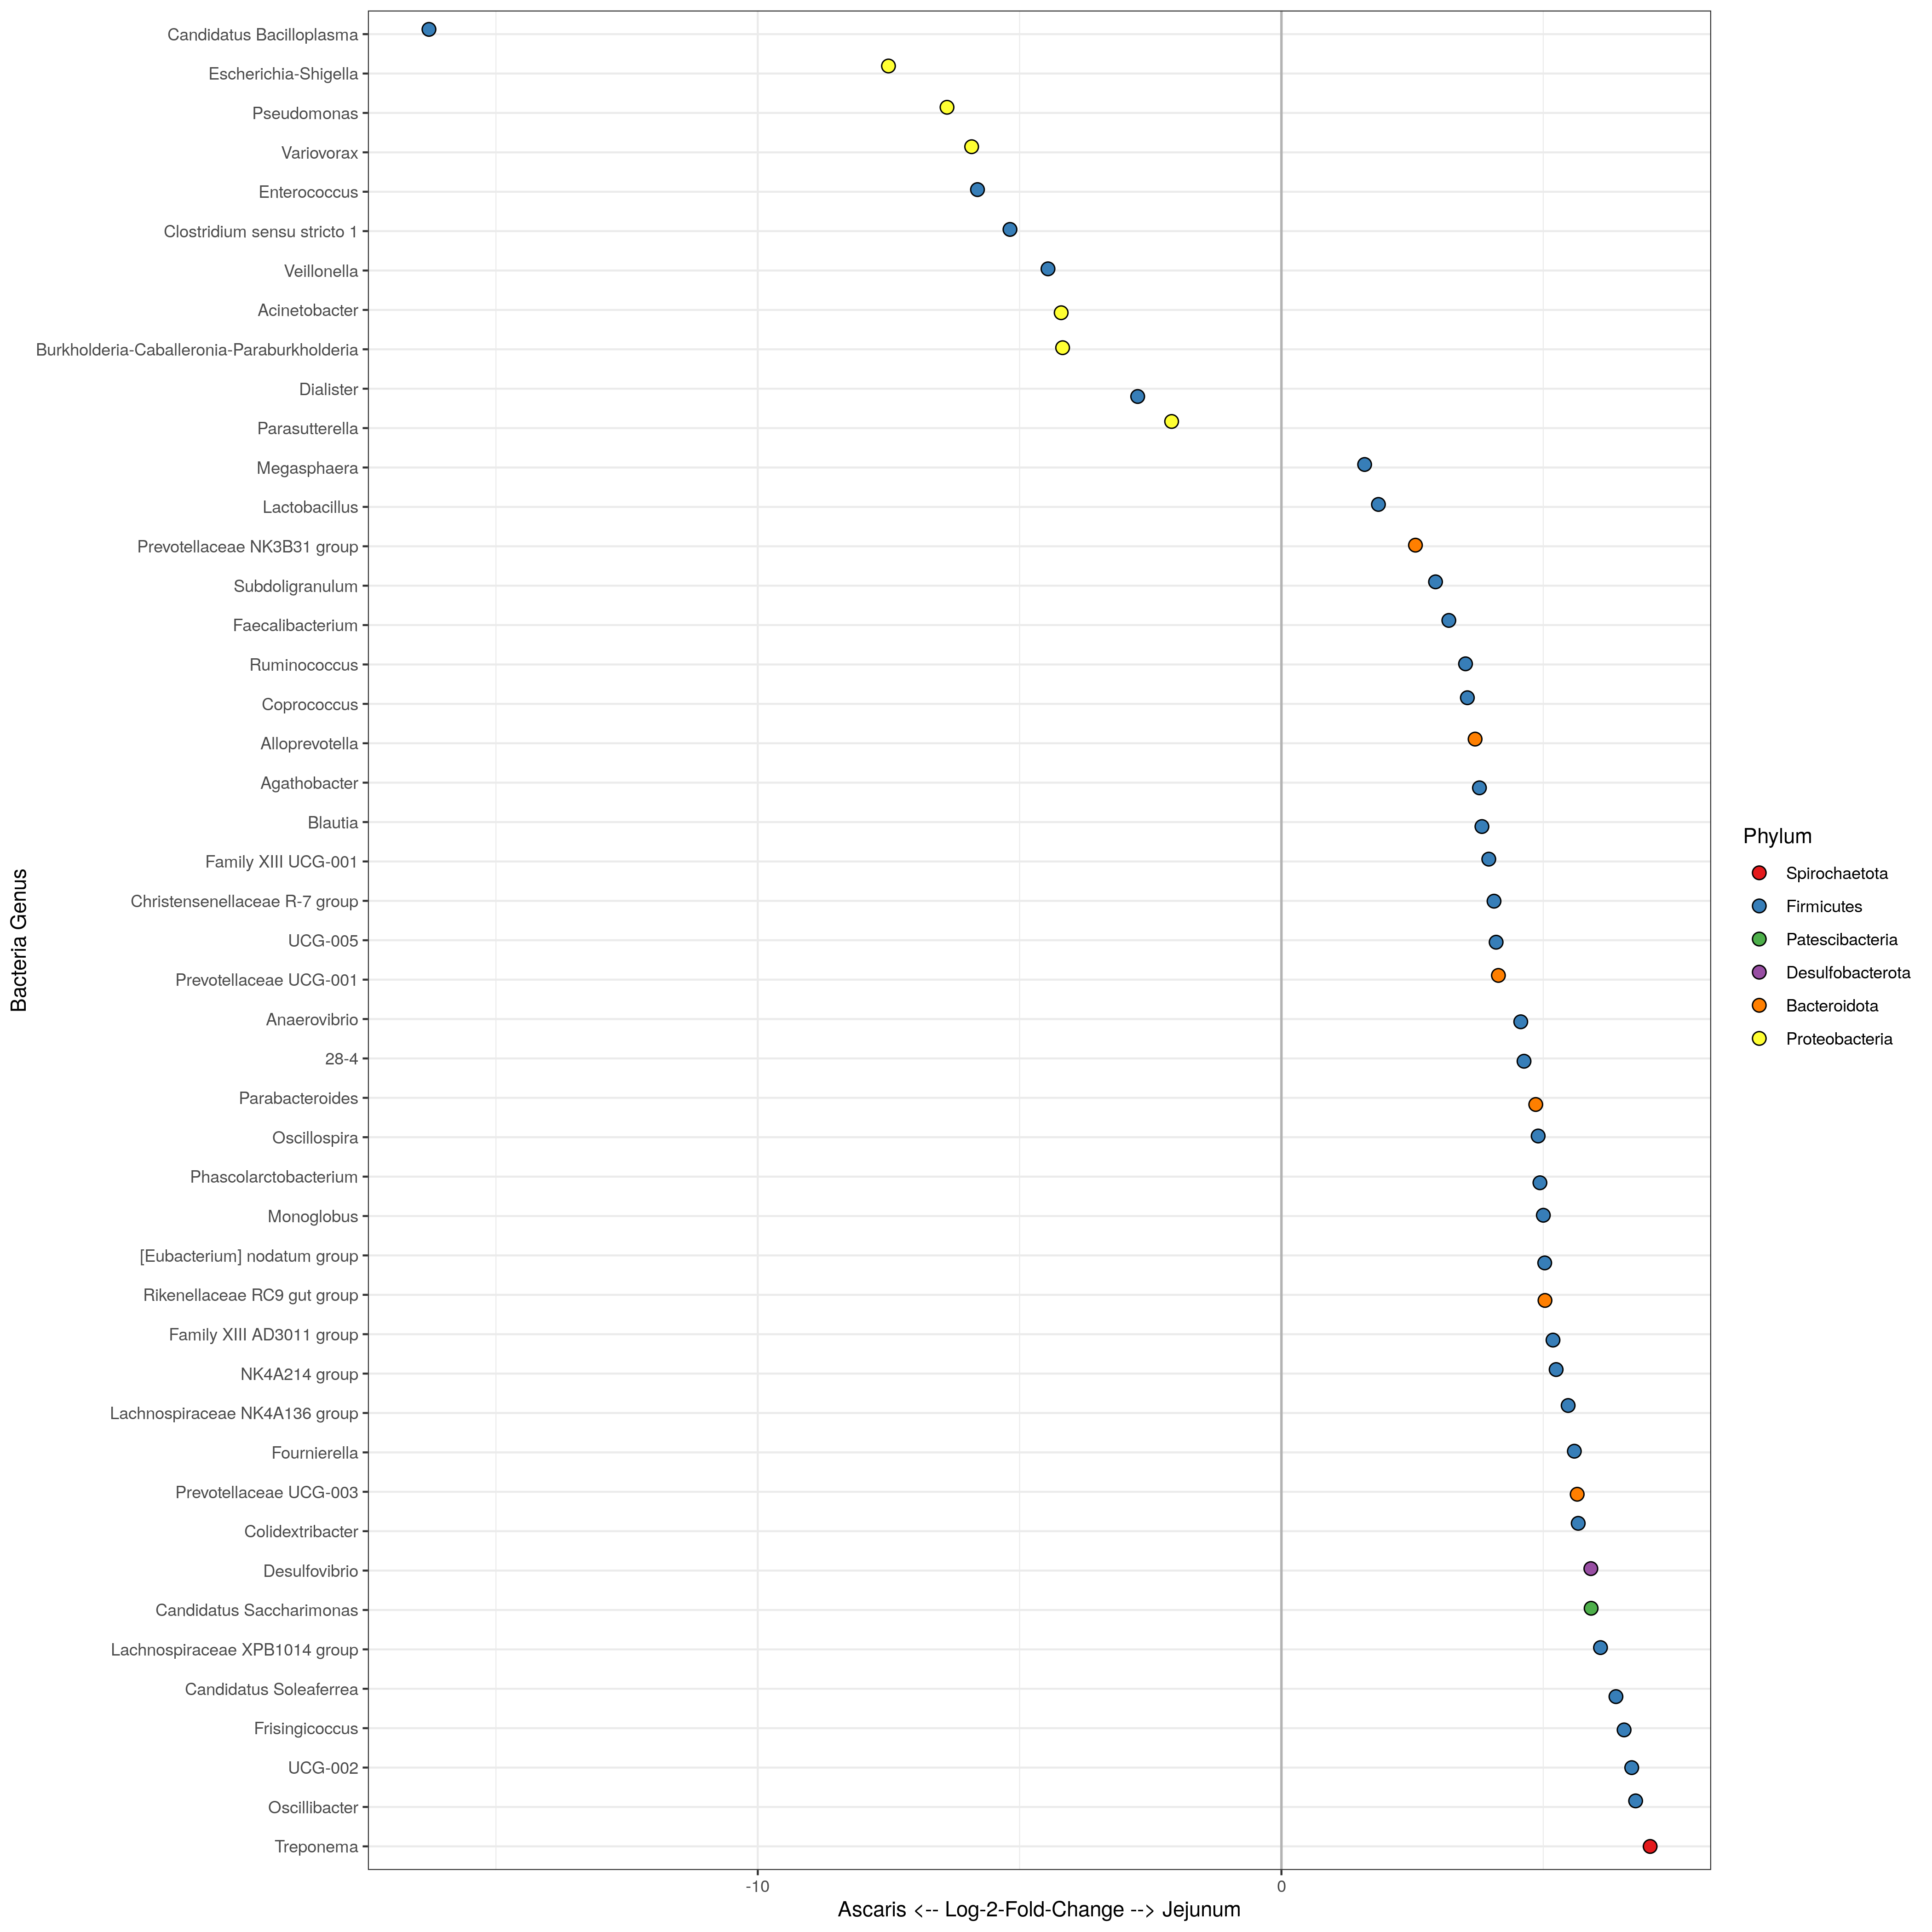 Candidatus Bacilloplasma
Escherichia-Shigella
Pseudomonas
Variovorax
Enterococcus
Clostridium sensu stricto 1
Veillonella
Acinetobacter
Burkholderia-Caballeronia-Paraburkholderia
Dialister
Parasutterella
Megasphaera
Lactobacillus
Prevotellaceae NK3B31 group
Subdoligranulum
Faecalibacterium
Ruminococcus
Coprococcus
Alloprevotella
Agathobacter
Blautia
Family XIII UCG-001
Christensenellaceae R-7 group
UCG-005
Prevotellaceae UCG-001
Anaerovibrio
28-4
Parabacteroides
Oscillospira
Phascolarctobacterium
Monoglobus
[Eubacterium] nodatum group
Rikenellaceae RC9 gut group
Family XIII AD3011 group
NK4A214 group
Lachnospiraceae NK4A136 group
Fournierella
Prevotellaceae UCG-003
Colidextribacter
Desulfovibrio
Candidatus Saccharimonas
Lachnospiraceae XPB1014 group
Candidatus Soleaferrea
Frisingicoccus
UCG-002
Oscillibacter
Treponema
Bacteria Genus
-10
0
Ascaris <-- Log-2-Fold-Change --> Jejunum
Phylum
Spirochaetota
Firmicutes
Patescibacteria
Desulfobacterota
Bacteroidota
Proteobacteria